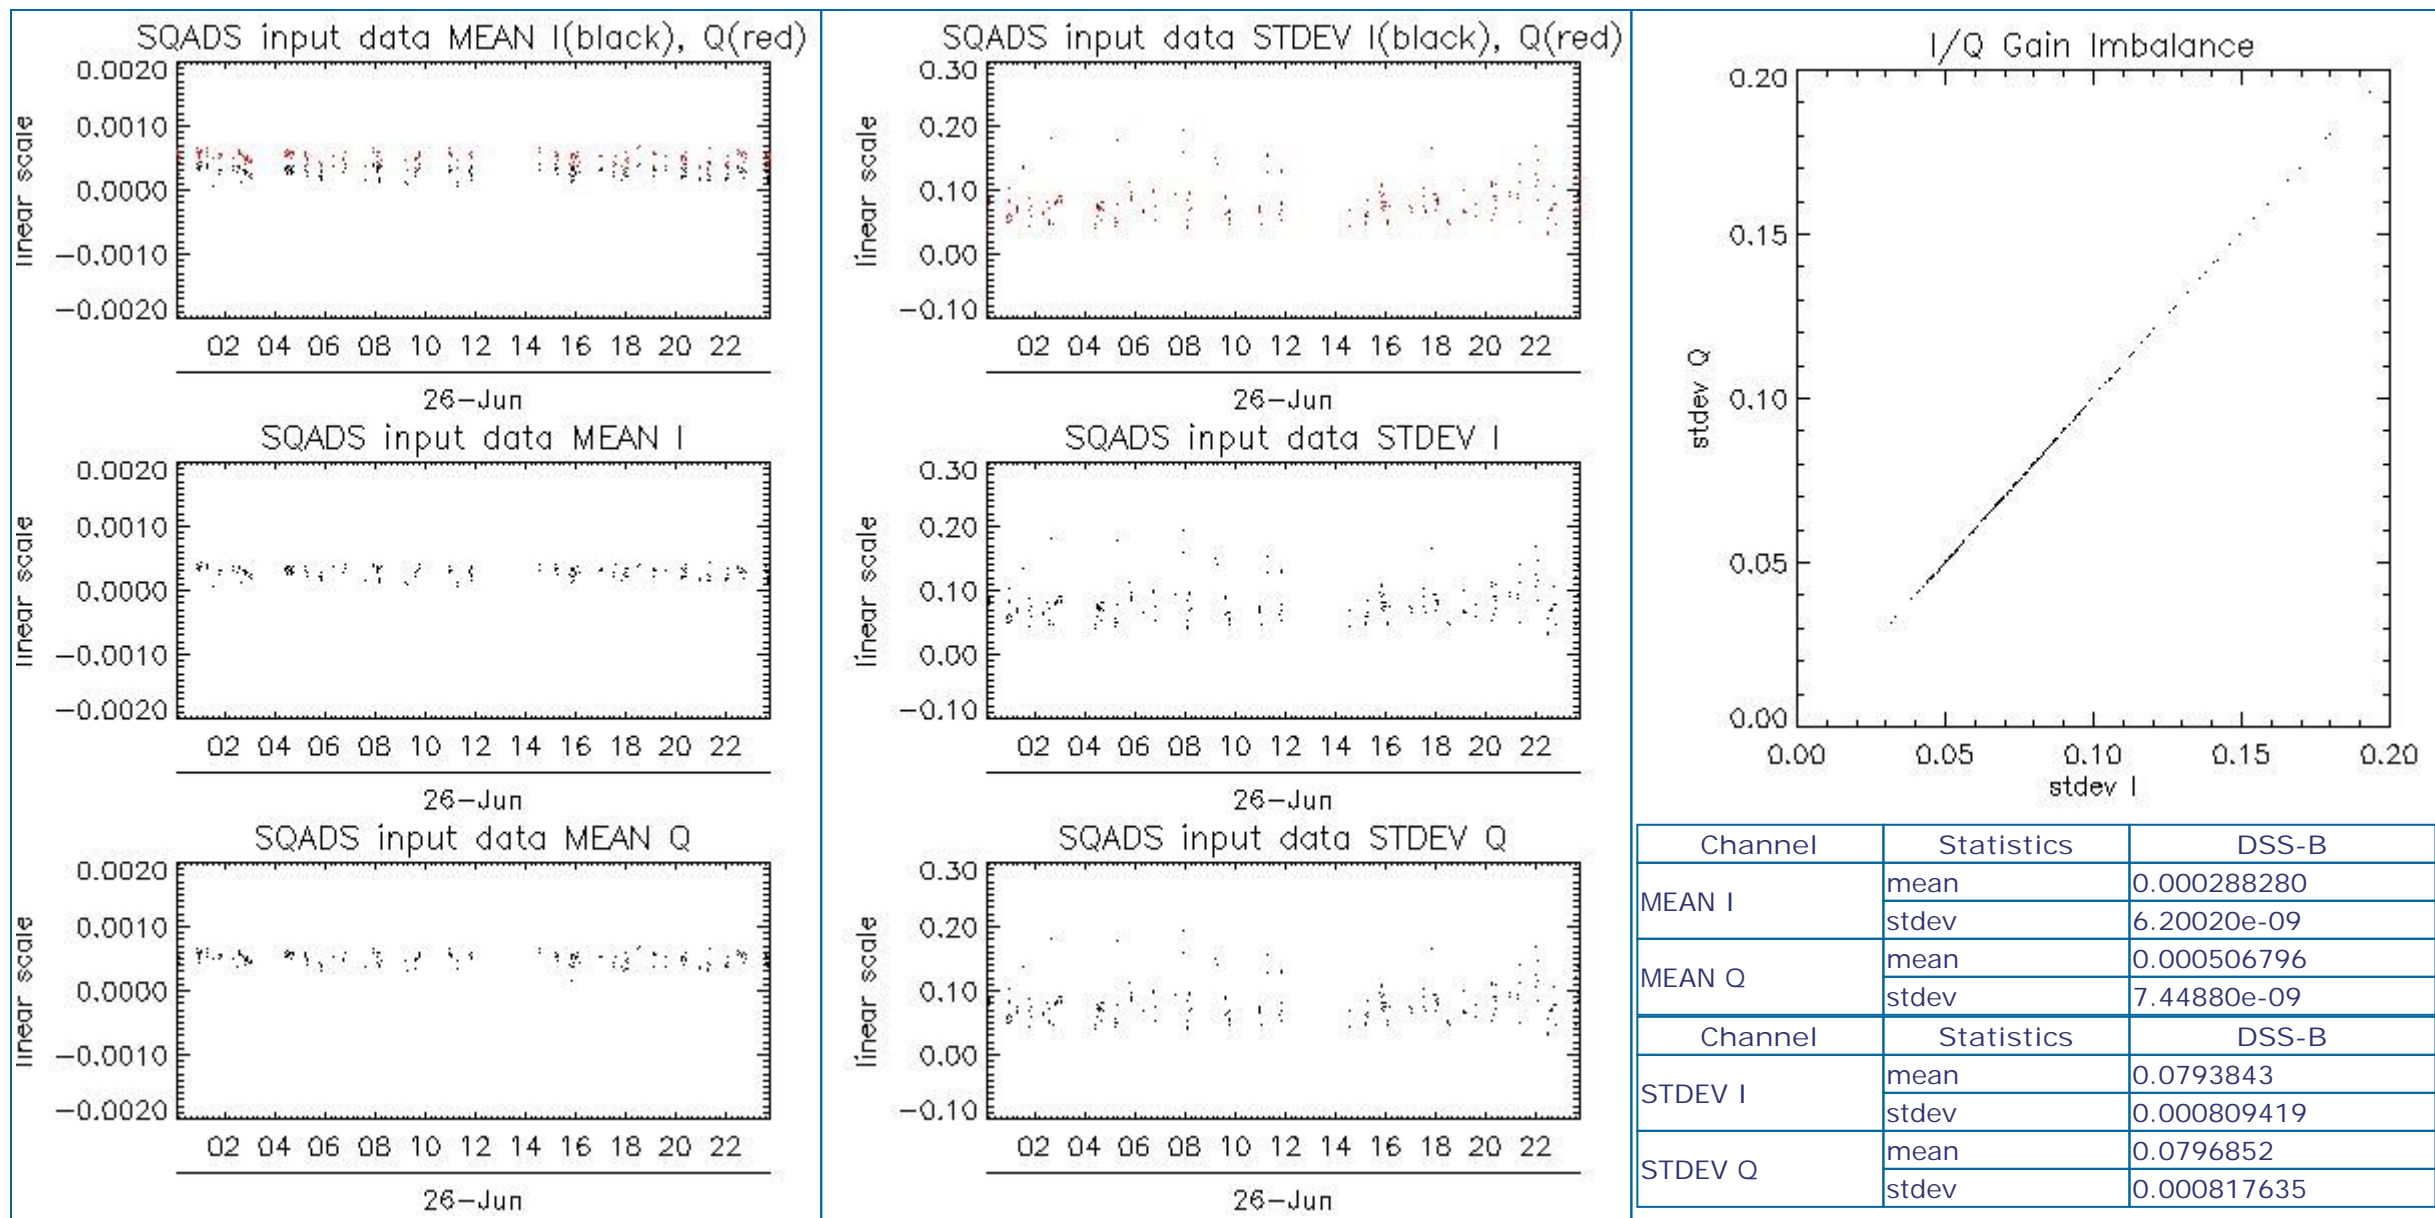 SQADS input data MEAN I(black), Q(red)
0.0020
0.0010
0.0000
-0.0010
-0.0020
linear scale
02 04 06 08 10 12 14 16 18 20 22
26-Jun
SQADS input data MEAN I
0.0020
0.0010
0.0000
-0.0010
-0.0020
linear scale
02 04 06 08 10 12 14 16 18 20 22
26-Jun
SQADS input data MEAN Q
0.0020
0.0010
0.0000
-0.0010
-0.0020
linear scale
02 04 06 08 10 12 14 16 18 20 22
26-Jun
SQADS input data STDEV I(black), Q(red)
0.30
0.20
0.10
0.00
-0.10
linear scale
02 04 06 08 10 12 14 16 18 20 22
26-Jun
SQADS input data STDEV I
0.30
0.20
0.10
0.00
-0.10
linear scale
02 04 06 08 10 12 14 16 18 20 22
26-Jun
SQADS input data STDEV Q
0.30
0.20
0.10
0.00
-0.10
linear scale
02 04 06 08 10 12 14 16 18 20 22
26-Jun
I/Q Gain Imbalance
0.20
0.15
0.10
0.05
0.00
stdev Q
0.00 0.05 0.10 0.15 0.20
stdev I
Channel Statistics DSS-B
MEAN I mean 0.000288280
stdev 6.20020e-09
MEAN Q mean 0.000506796
stdev 7.44880e-09
Channel Statistics DSS-B
STDEV I mean 0.0793843
stdev 0.000809419
STDEV Q mean 0.0796852
stdev 0.000817635